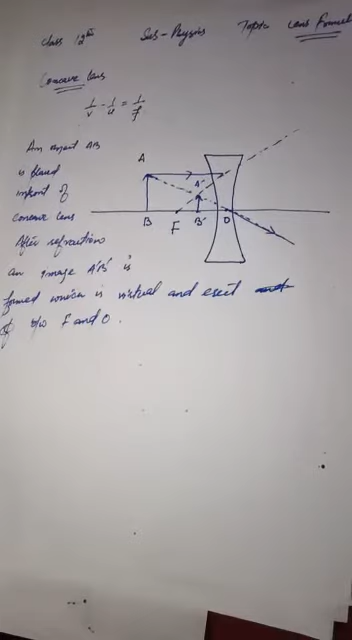 Class 12th Sub-Physics Topic Lens Formul
Concave lens
1/v - 1/u = 1/f
An object AB
is placed
infront of
concave lens
After refractions
an image A'B' is
formed which is virtual and erect
b/w F and O.
A
A'
B
F
B'
O